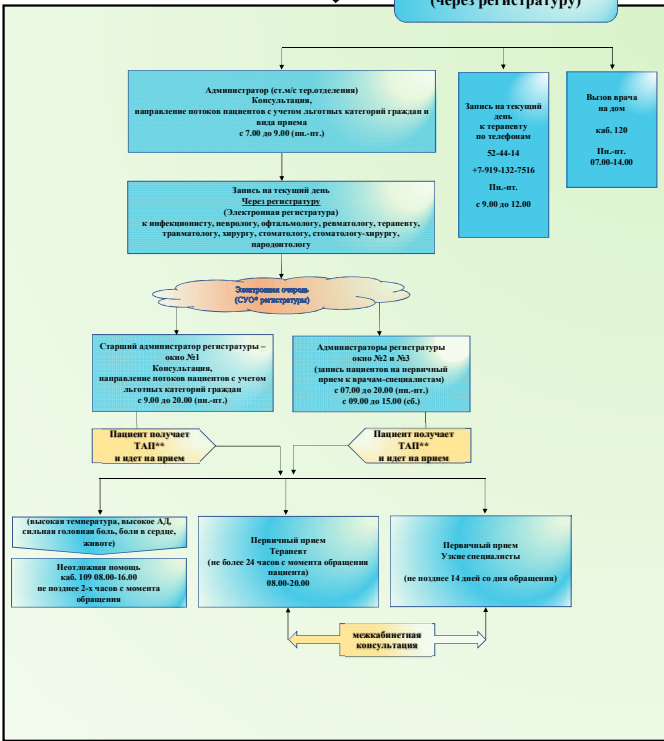 (через регистратуру)
Администратор (ст.м/с тер.отделения)
Консультация,
направление потоков пациентов с учетом льготных категорий граждан и
вида приема
с 7.00 до 9.00 (пн.-пт.)
Запись на текущий
день
к терапевту
по телефонам
52-44-14
+7-919-132-7516
Пн.-пт.
с 9.00 до 12.00
Вызов врача
на дом
каб. 120
Пн.-пт.
07.00-14.00
Запись на текущий день
Через регистратуру
(Электронная регистратура)
к инфекционисту, неврологу, офтальмологу, ревматологу, терапевту,
травматологу, хирургу, стоматологу, стоматологу-хирургу,
пародонтологу
Электронная очередь
(СУО* регистратуры)
Старший администратор регистратуры –
окно №1
Консультация,
направление потоков пациентов с учетом
льготных категорий граждан
с 9.00 до 20.00 (пн.-пт.)
Администраторы регистратуры
окно №2 и №3
(запись пациентов на первичный
прием к врачам-специалистам)
с 07.00 до 20.00 (пн.-пт.)
с 09.00 до 15.00 (сб.)
Пациент получает
ТАП**
и идет на прием
Пациент получает
ТАП**
и идет на прием
(высокая температура, высокое АД,
сильная головная боль, боли в сердце,
животе)
Неотложная помощь
каб. 109 08.00-16.00
не позднее 2-х часов с момента
обращения
Первичный прием
Терапевт
(не более 24 часов с момента обращения
пациента)
08.00-20.00
Первичный прием
Узкие специалисты
(не позднее 14 дней со дня обращения)
межкабинетная
консультация